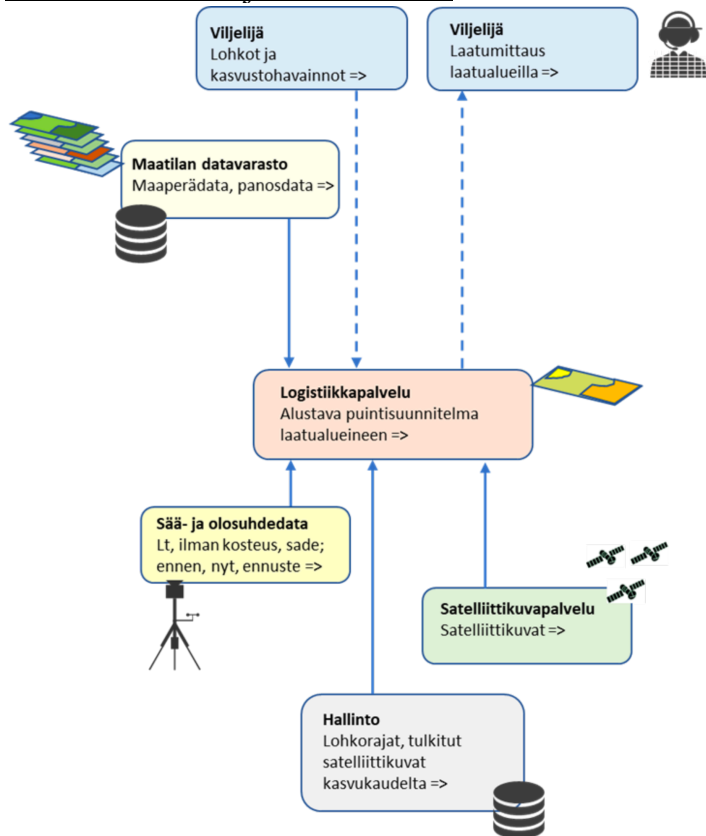 Viljelijä
Lohkot ja
kasvustohavainnot =>
Viljelijä
Laatumittaus
laatualueilla =>
Maatilan datavarasto
Maaperädata, panosdata =>
Logistiikkapalvelu
Alustava puintisuunnitelma
laatualueineen =>
Sää- ja olosuhdedata
Lt, ilman kosteus, sade;
ennen, nyt, ennuste =>
Satelliittikuvapalvelu
Satelliittikuvat =>
Hallinto
Lohkorajat, tulkitut
satelliittikuvat
kasvukaudelta =>